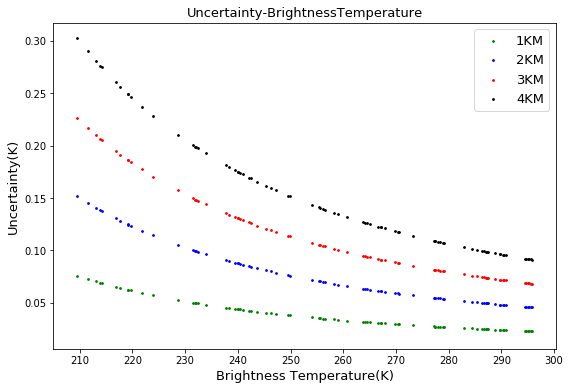 Uncertainty-BrightnessTemperature
1KM
2KM
3KM
4KM
0.30
0.25
0.20
0.15
0.10
0.05
Uncertainty(K)
210 220 230 240 250 260 270 280 290 300
Brightness Temperature(K)